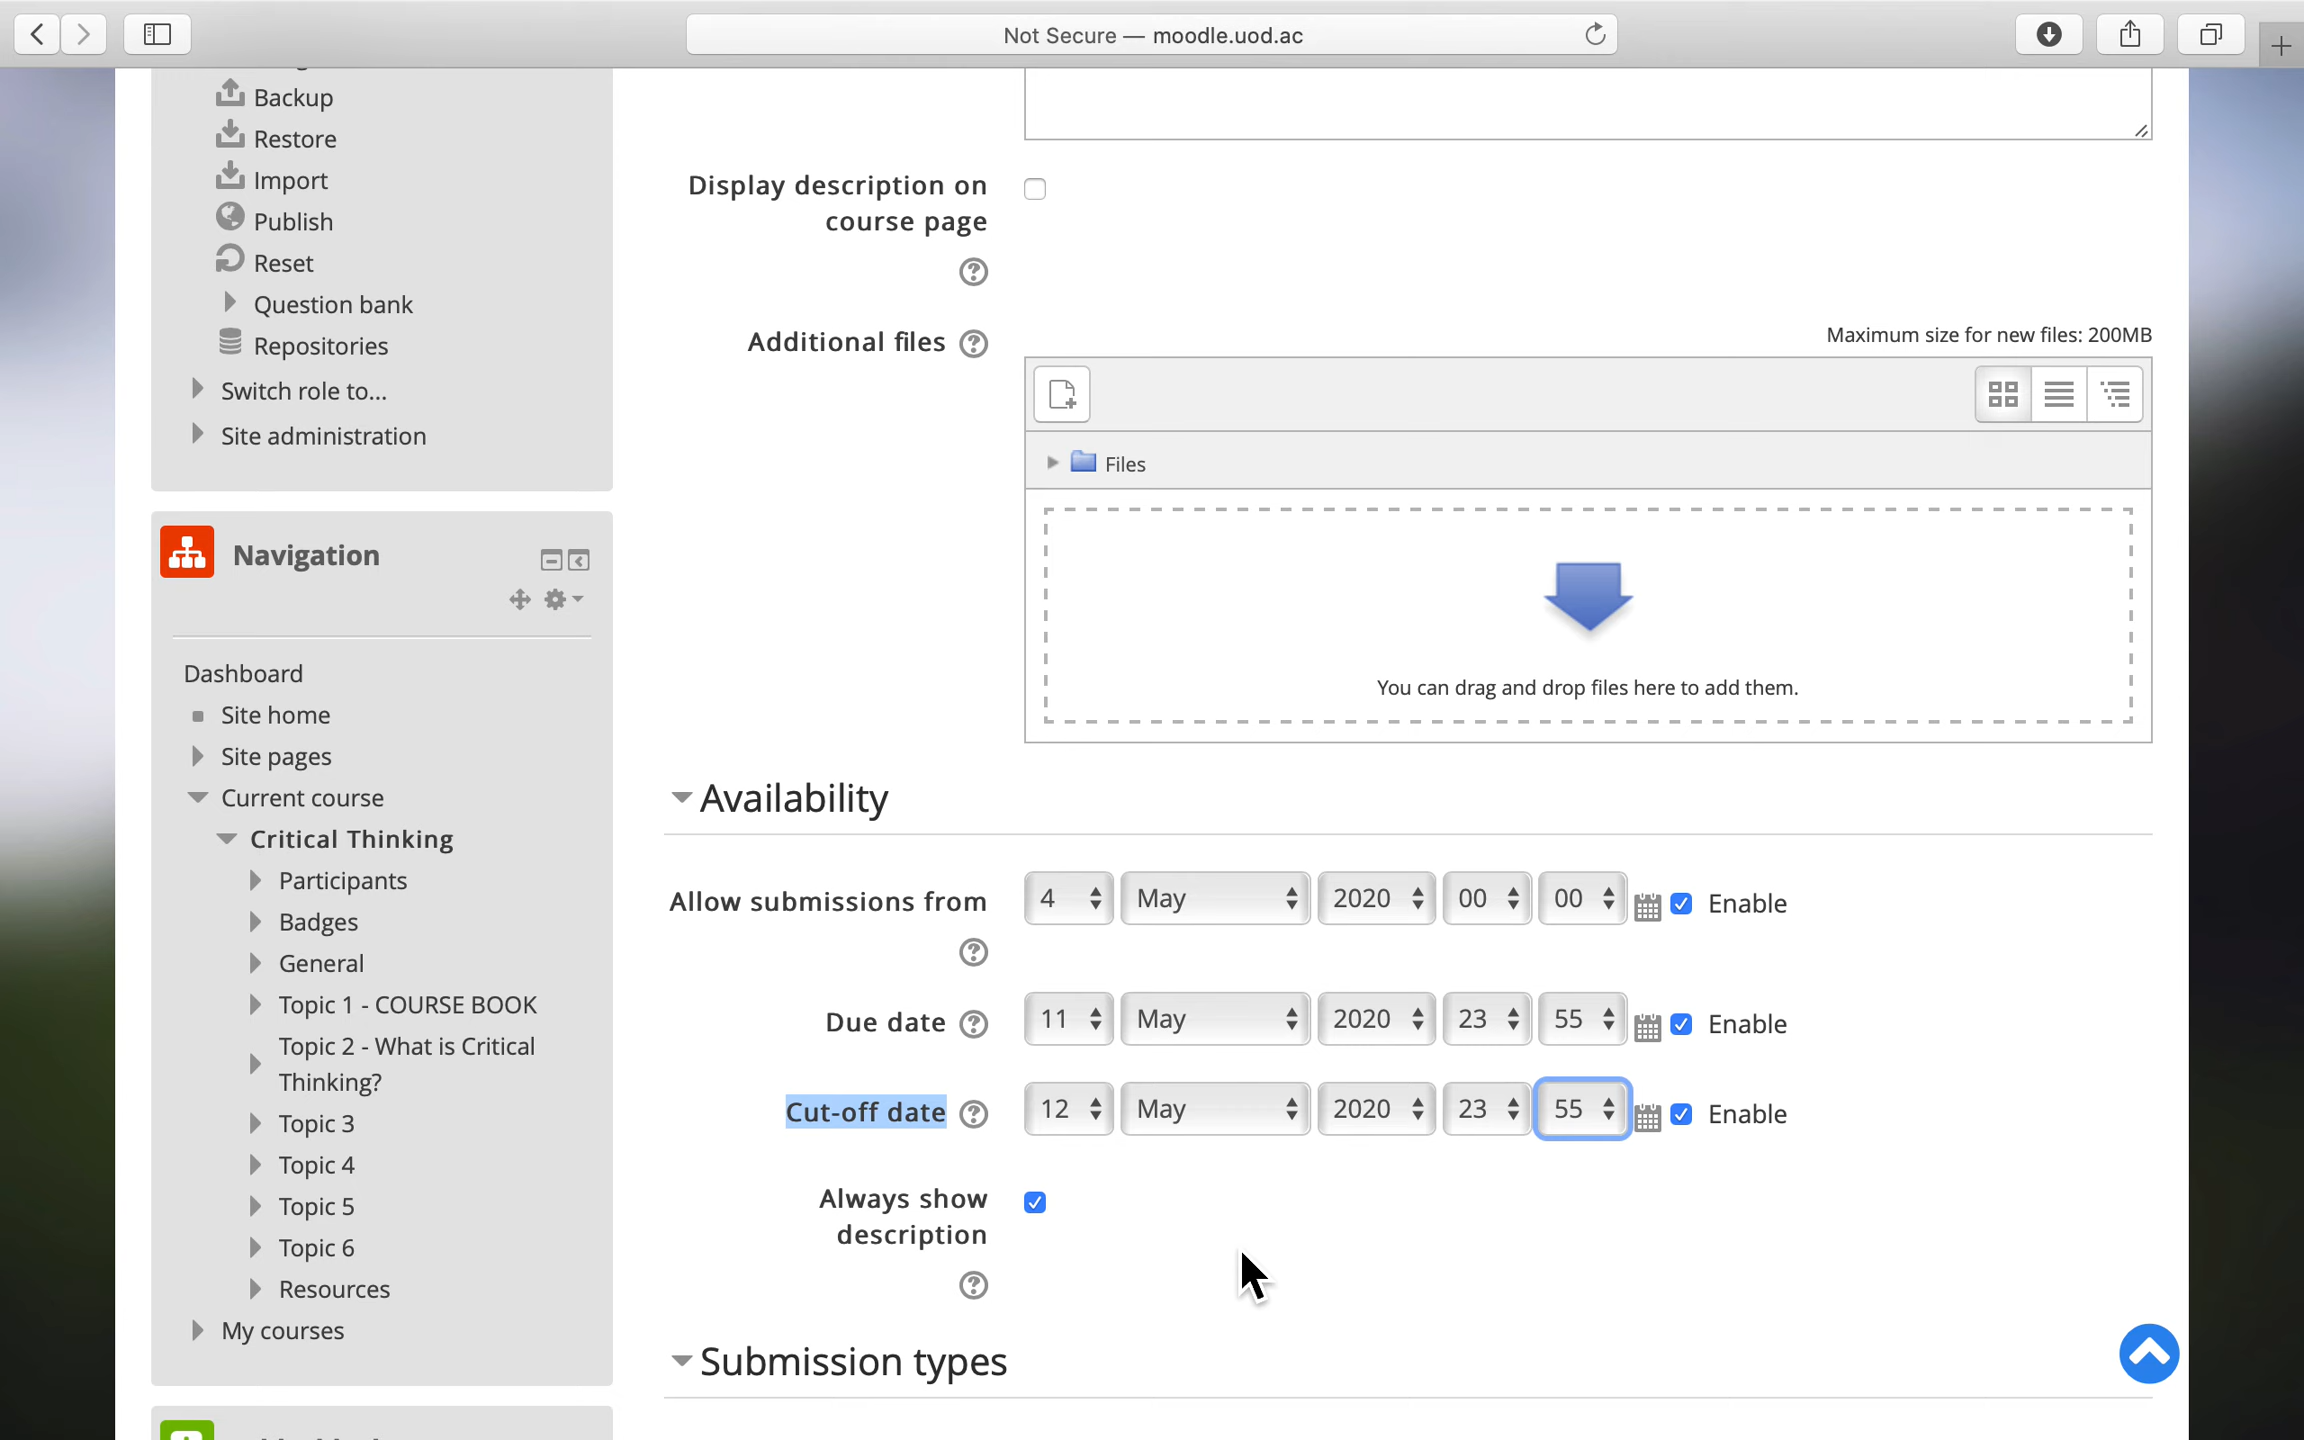 Not Secure — moodle.uod.ac
Backup
Restore
Import
Publish
Reset
Question bank
Repositories
Switch role to...
Site administration
Navigation
Dashboard
Site home
Site pages
Current course
Critical Thinking
Participants
Badges
General
Topic 1 - COURSE BOOK
Topic 2 - What is Critical
Thinking?
Topic 3
Topic 4
Topic 5
Topic 6
Resources
My courses
Display description on
course page
Additional files
Maximum size for new files: 200MB
Files
You can drag and drop files here to add them.
Availability
Allow submissions from 4 May 2020 00 00 Enable
Due date 11 May 2020 23 55 Enable
Cut-off date 12 May 2020 23 55 Enable
Always show
description
Submission types